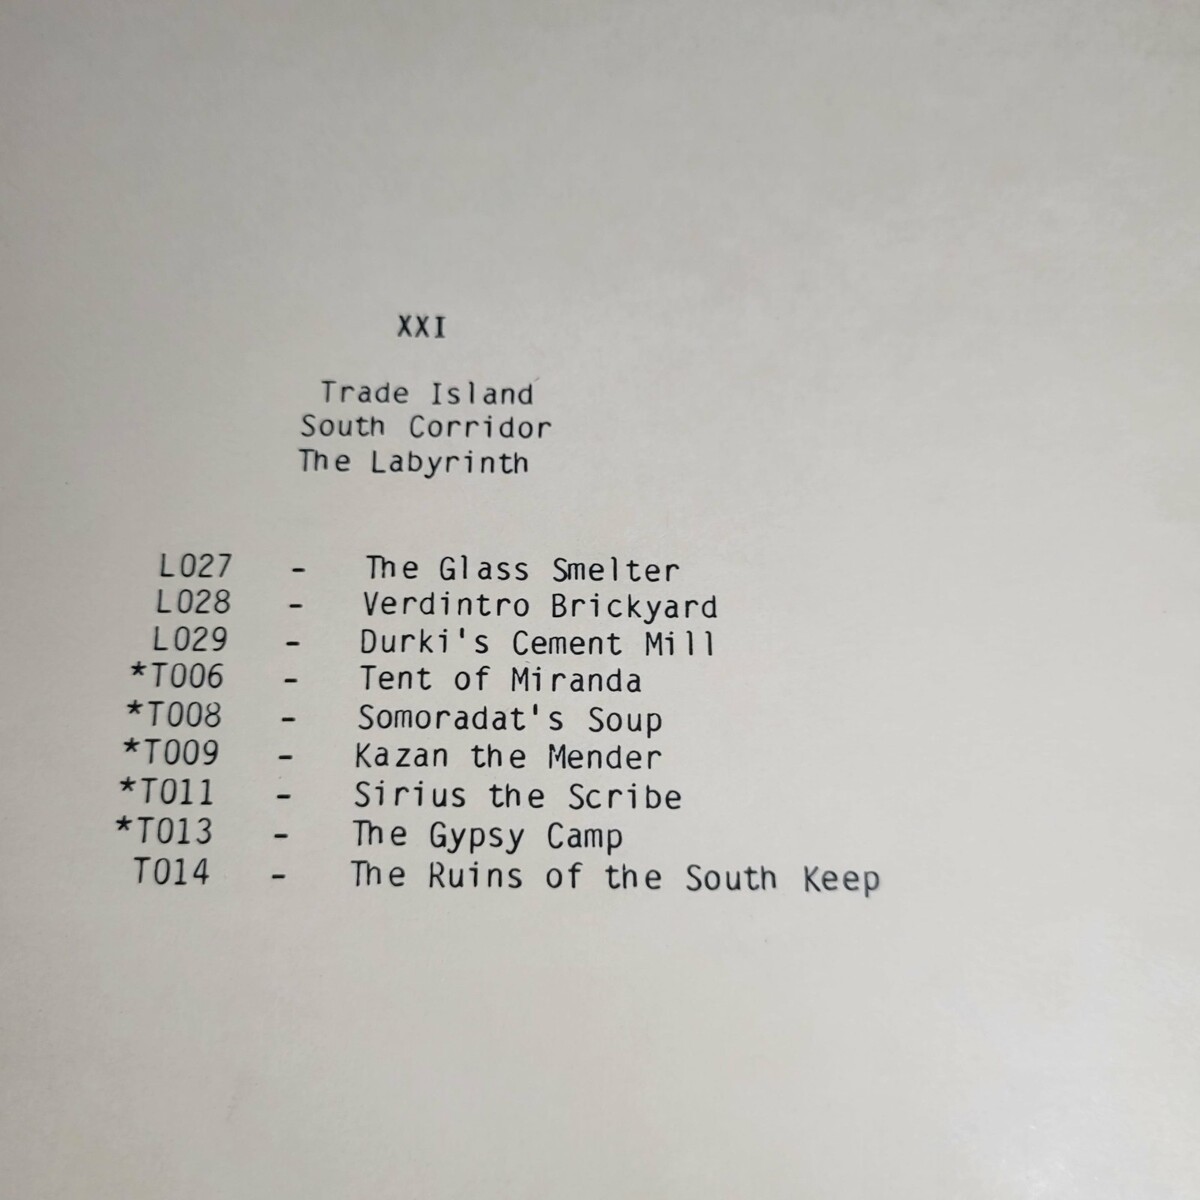 XXI
Trade Island
South Corridor
The Labyrinth
L027 - The Glass Smelter
L028 - Verdintro Brickyard
L029 - Durki's Cement Mill
*T006 - Tent of Miranda
*T008 - Somoradat's Soup
*T009 - Kazan the Mender
*T011 - Sirius the Scribe
*T013 - The Gypsy Camp
T014 - The Ruins of the South Keep